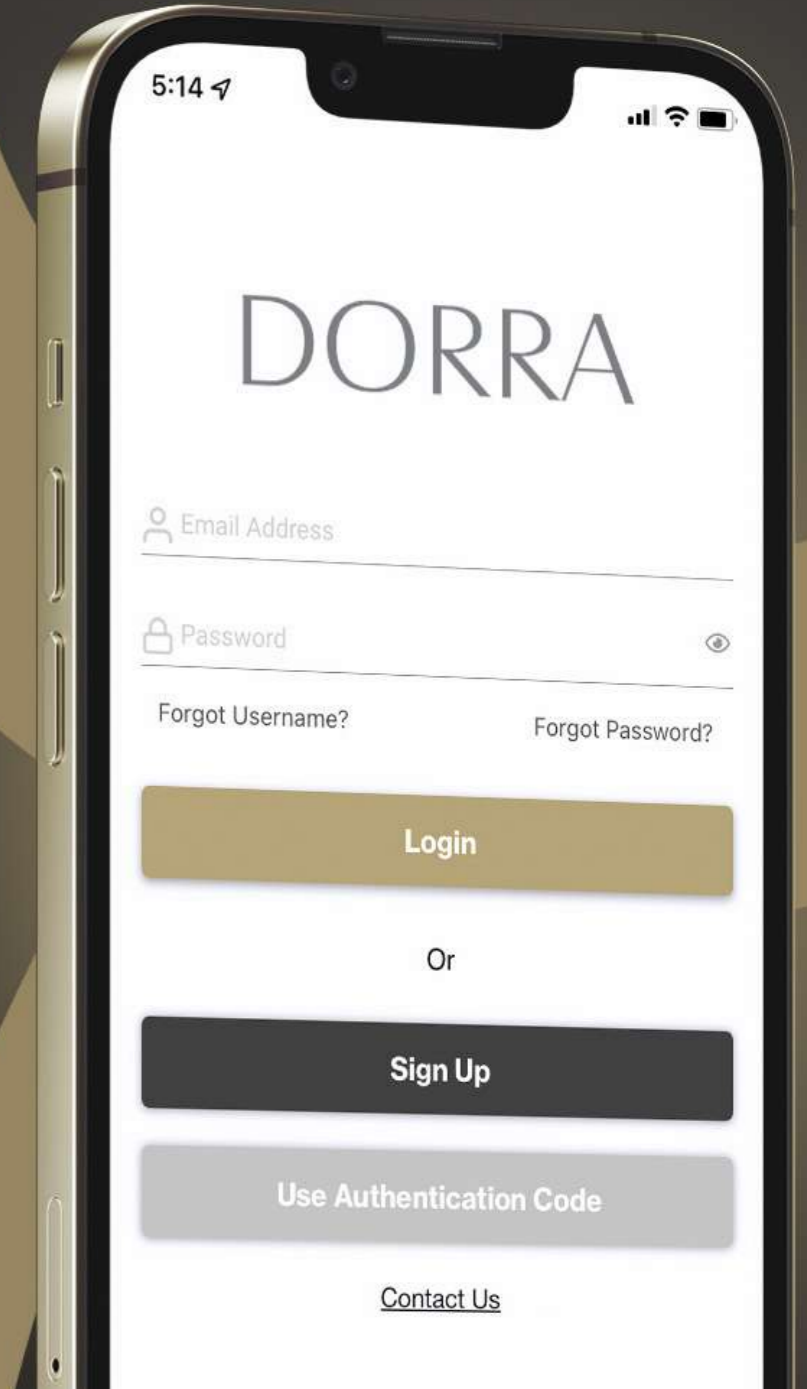 5:14
DORRA
Email Address
Password
Forgot Username?
Forgot Password?
Login
Or
Sign Up
Use Authentication Code
Contact Us